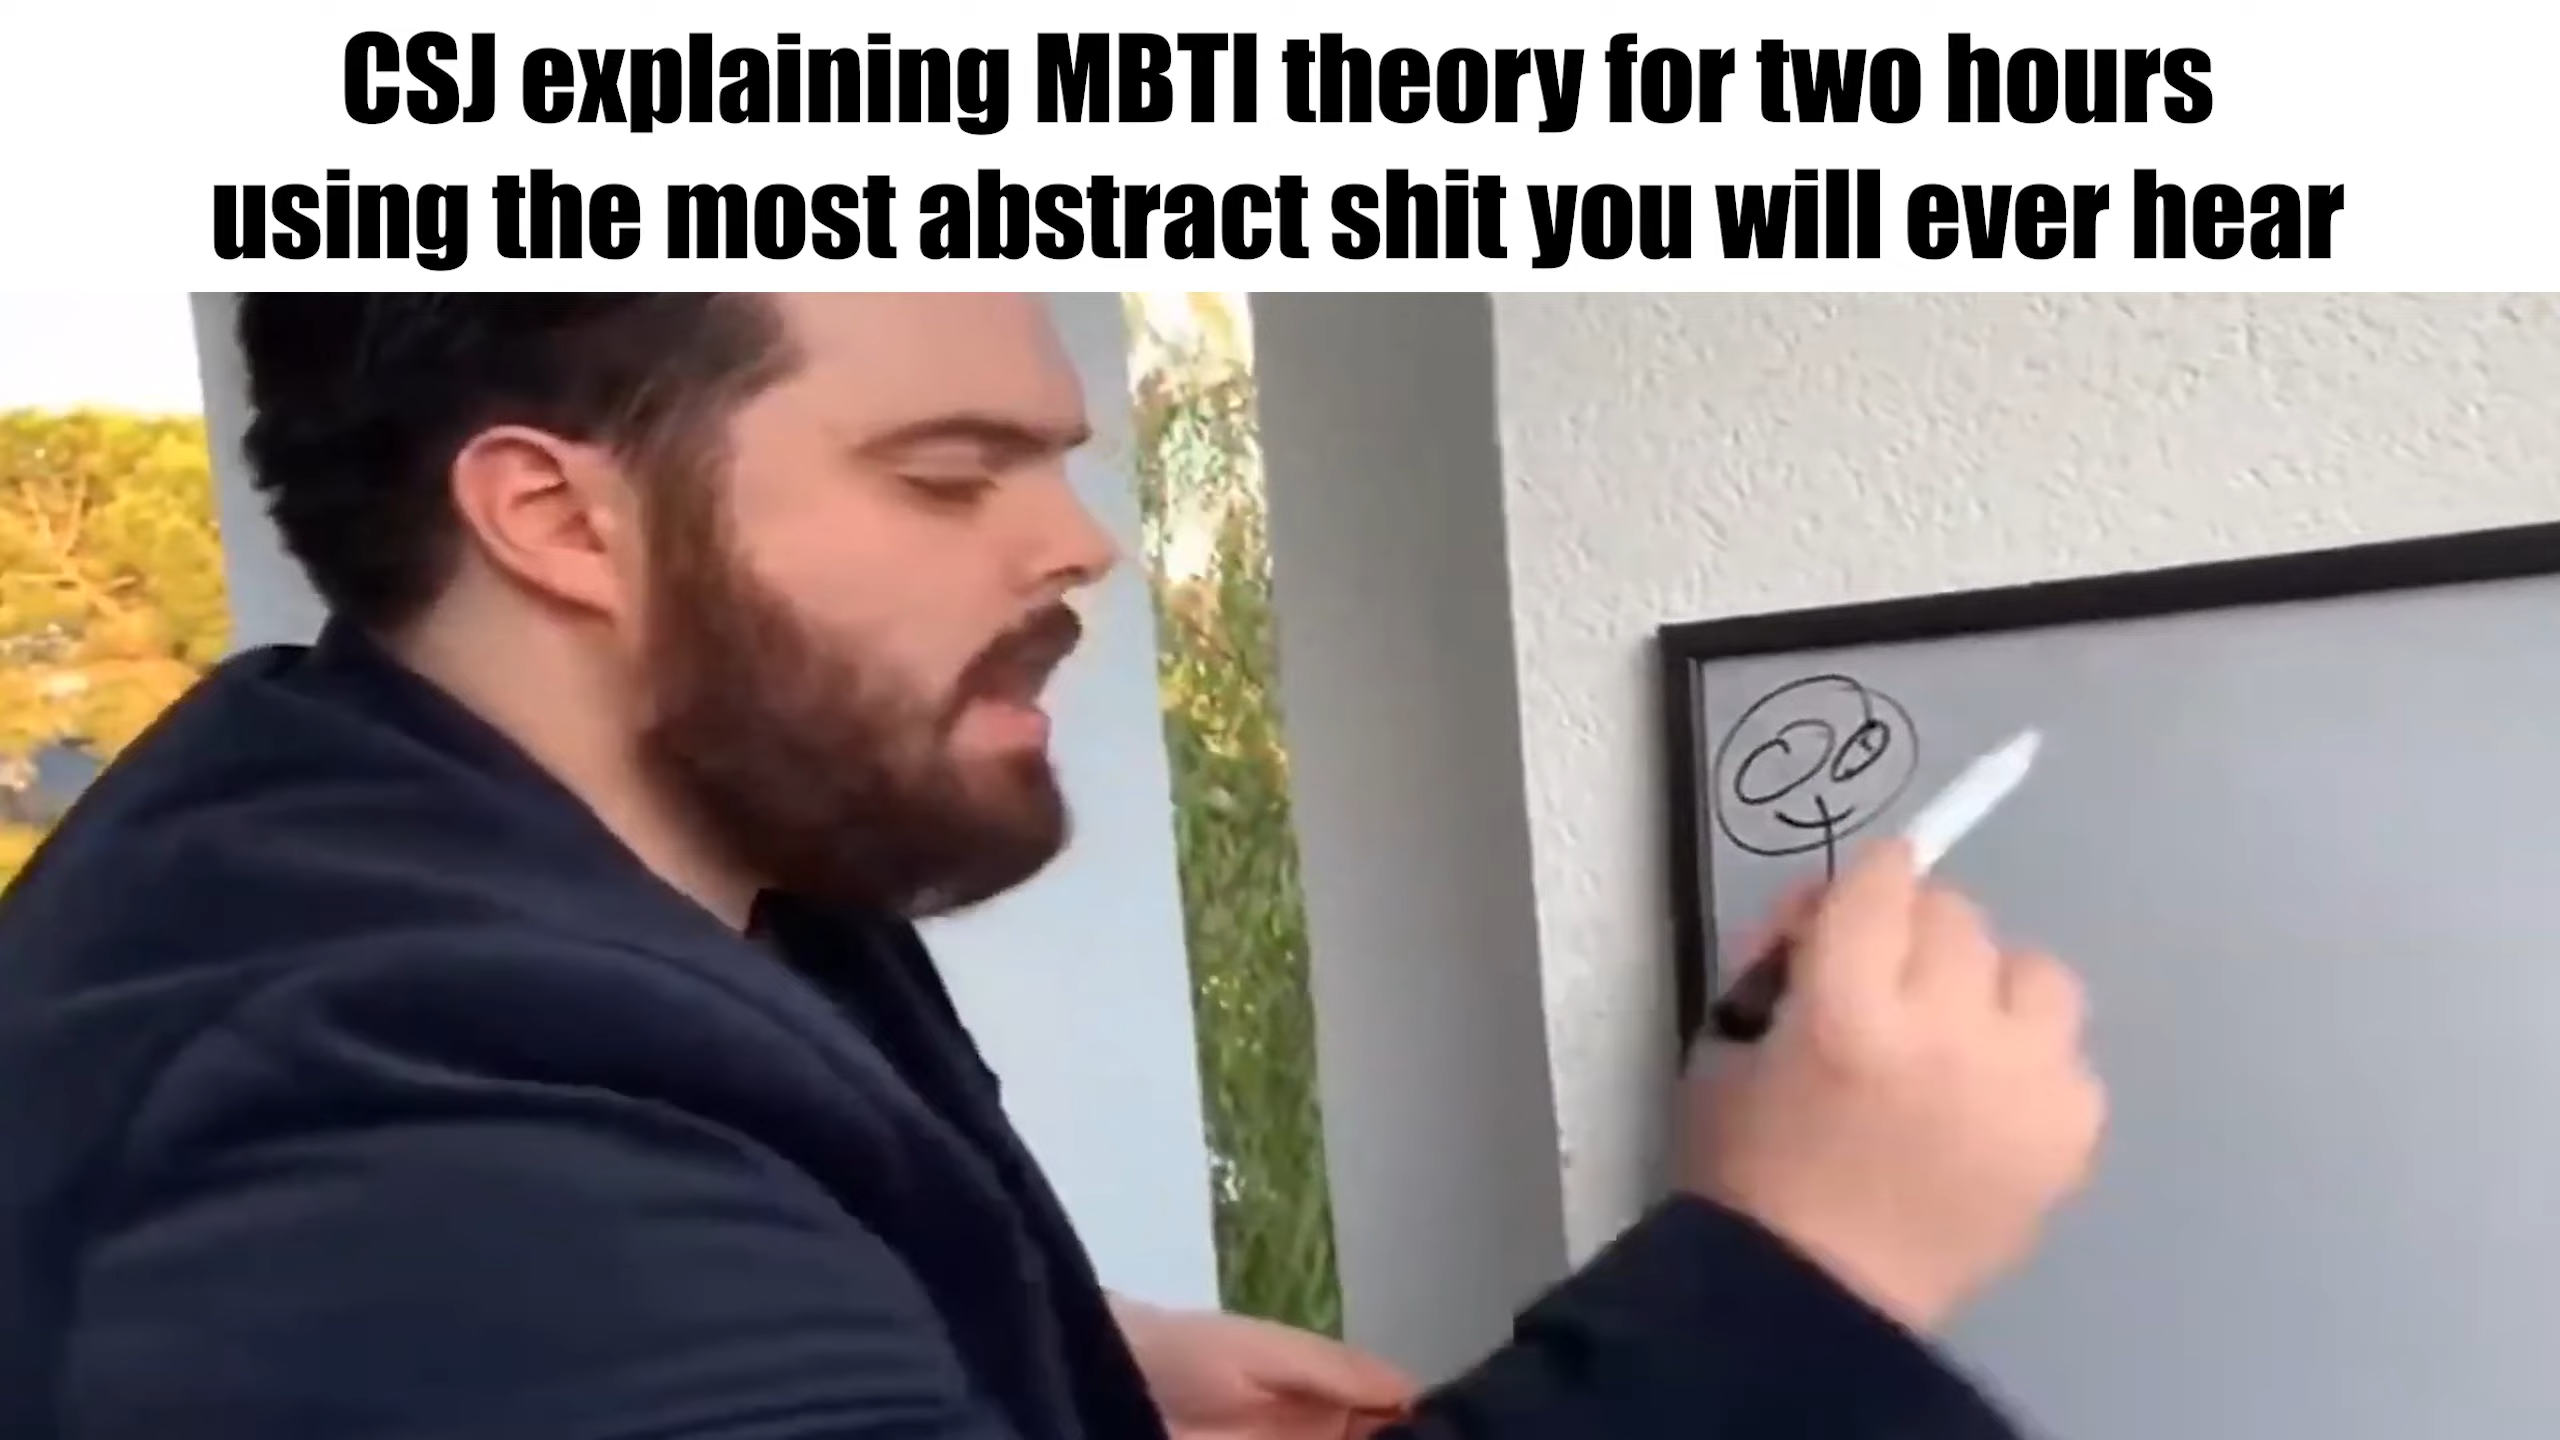 CSJ explaining MBTI theory for two hours
using the most abstract shit you will ever hear